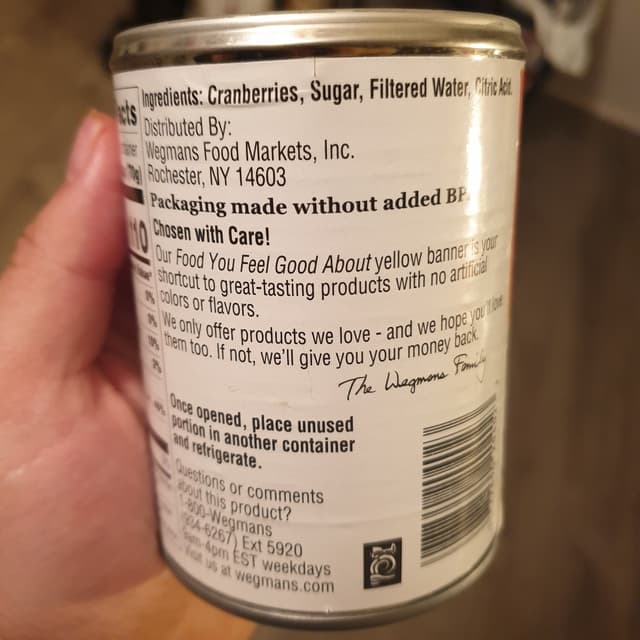 acts
Ingredients: Cranberries, Sugar, Filtered Water, Citric Acid.
Distributed By:
Wegmans Food Markets, Inc.
Rochester, NY 14603
Packaging made without added BP
Chosen with Care!
Our Food You Feel Good About yellow banner is your
shortcut to great-tasting products with no artificial
colors or flavors.
We only offer products we love - and we hope you'll love
them too. If not, we'll give you your money back.
The Wegmans Family
Once opened, place unused
portion in another container
and refrigerate.
Questions or comments
about this product?
1-800-Wegmans
(934-6267) Ext 5920
9am-4pm EST weekdays
Visit us at wegmans.com